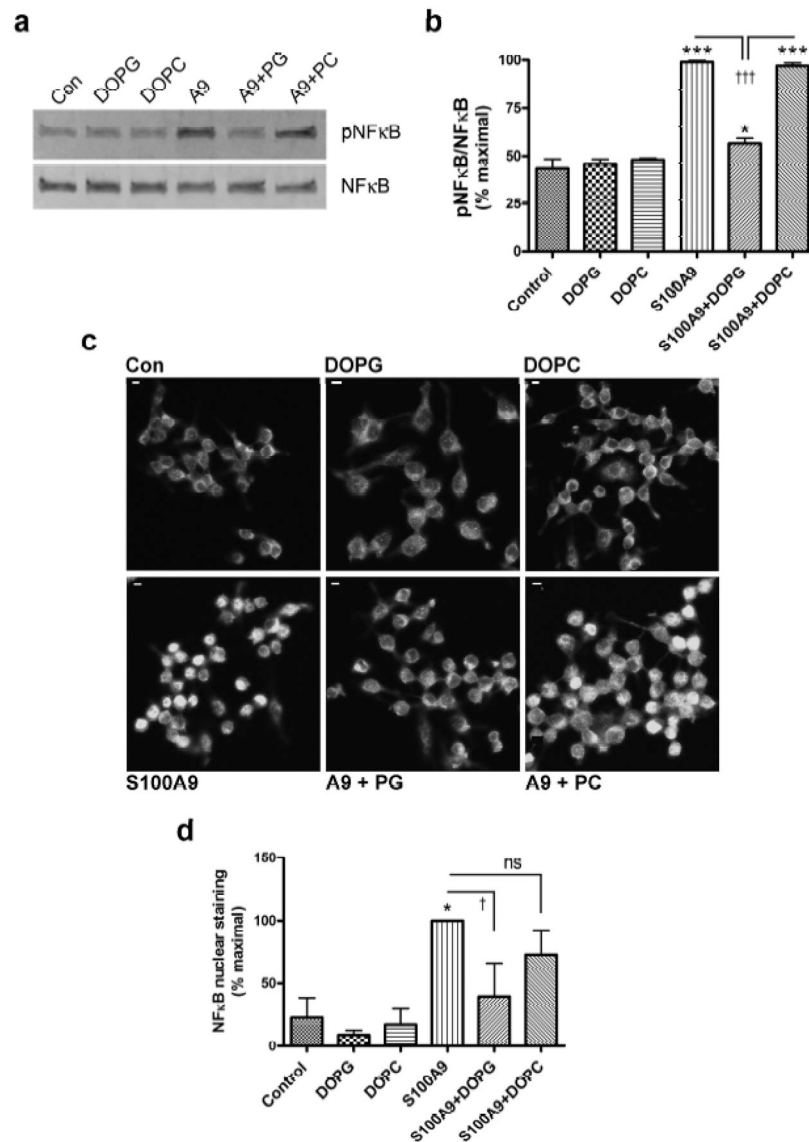 a
Con
DOPG
DOPC
A9
A9+PG
A9+PC
pNFκB
NFκB
b
pNFκB/NFκB
(% maximal)
100
75
50
25
0
***
***
†††
*
Control
DOPG
DOPC
S100A9
S100A9+DOPG
S100A9+DOPC
c
Con
DOPG
DOPC
S100A9
A9 + PG
A9 + PC
d
NFκB nuclear staining
(% maximal)
150
100
50
0
ns
*
†
Control
DOPG
DOPC
S100A9
S100A9+DOPG
S100A9+DOPC